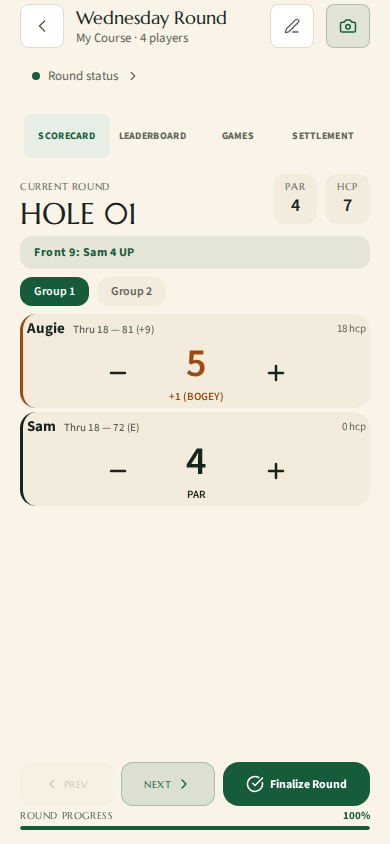 Wednesday Round
My Course · 4 players
Round status
SCORECARD LEADERBOARD GAMES SETTLEMENT
CURRENT ROUND
HOLE 01
PAR
4
HCP
7
Front 9: Sam 4 UP
Group 1 Group 2
Augie Thru 18 — 81 (+9) 18 hcp
− 5 +
+1 (BOGEY)
Sam Thru 18 — 72 (E) 0 hcp
− 4 +
PAR
PREV NEXT Finalize Round
ROUND PROGRESS 100%